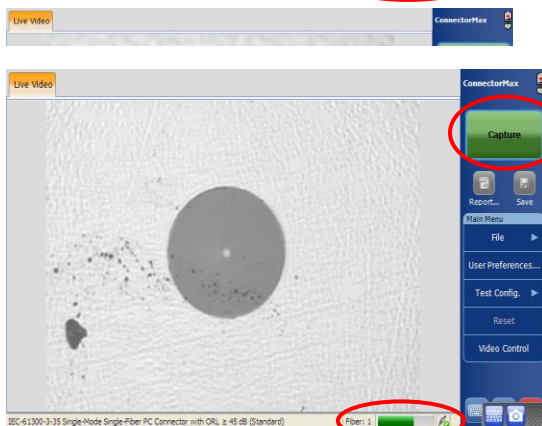 Live Video
ConnectorMax
Live Video
ConnectorMax
Capture
Report... Save
Main Menu
File
User Preferences...
Test Config.
Reset
Video Control
IEC-61300-3-35 Single-Mode Single-Fiber PC Connector with ORL ≥ 45 dB (Standard)
Fiber: 1